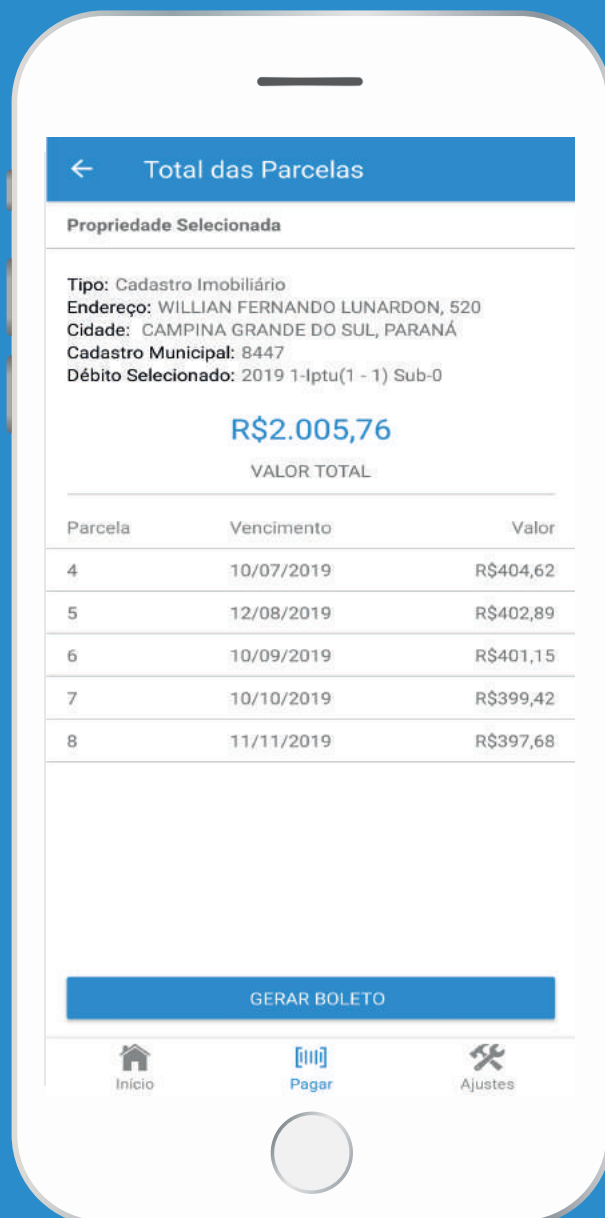 Total das Parcelas
Propriedade Selecionada
Tipo: Cadastro Imobiliário
Endereço: WILLIAN FERNANDO LUNARDON, 520
Cidade: CAMPINA GRANDE DO SUL, PARANÁ
Cadastro Municipal: 8447
Débito Selecionado: 2019 1-Iptu(1 - 1) Sub-0
R$2.005,76
VALOR TOTAL
Parcela Vencimento Valor
4 10/07/2019 R$404,62
5 12/08/2019 R$402,89
6 10/09/2019 R$401,15
7 10/10/2019 R$399,42
8 11/11/2019 R$397,68
GERAR BOLETO
Início Pagar Ajustes